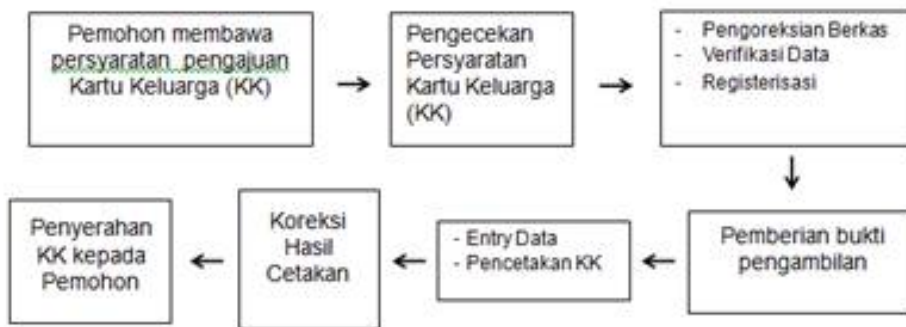 Pemohon membawa
persyaratan pengajuan
Kartu Keluarga (KK)
Pengecekan
Persyaratan
Kartu Keluarga
(KK)
- Pengoreksian Berkas
- Verifikasi Data
- Registerisasi
Pemberian bukti
pengambilan
- Entry Data
- Pencetakan KK
Koreksi
Hasil
Cetakan
Penyerahan
KK kepada
Pemohon